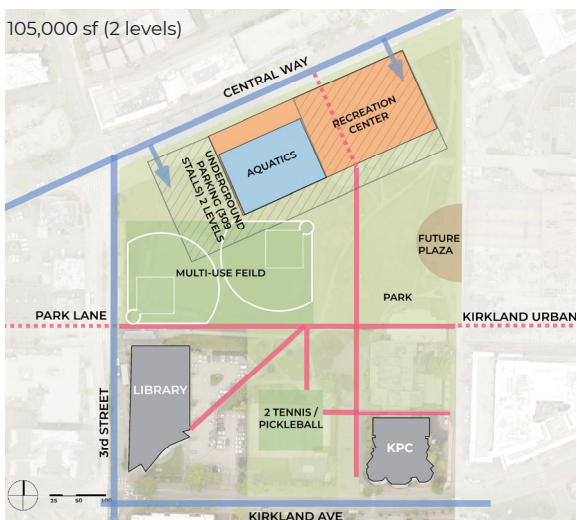 105,000 sf (2 levels)
CENTRAL WAY
RECREATION
CENTER
AQUATICS
UNDERGROUND
PARKING (309
STALLS) 2 LEVELS
FUTURE
PLAZA
MULTI-USE FEILD
PARK
PARK LANE
KIRKLAND URBAN
LIBRARY
3rd STREET
2 TENNIS /
PICKLEBALL
KPC
25 50 100
KIRKLAND AVE